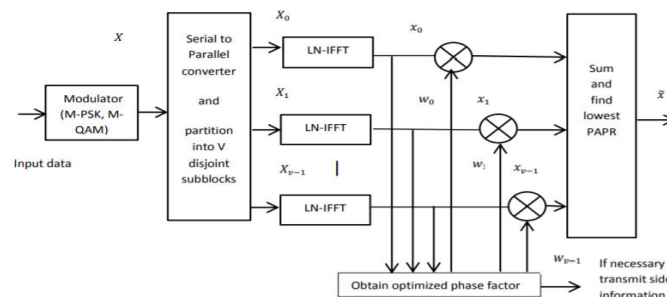 X
Modulator
(M-PSK, M-
QAM)
Input data
Serial to
Parallel
converter
and
partition
into V
disjoint
subblocks
X₀
LN-IFFT
x₀
w₀
X₁
LN-IFFT
x₁
w₁
Xᵥ₋₁
LN-IFFT
xᵥ₋₁
wᵥ₋₁
Sum
and
find
lowest
PAPR
x̃
Obtain optimized phase factor
If necessary
transmit side
information